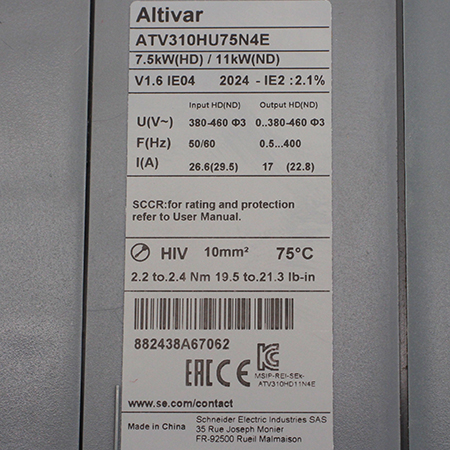 Altivar
ATV310HU75N4E
7.5kW(HD) / 11kW(ND)
V1.6 IE04 2024 - IE2 : 2.1%
Input HD(ND) Output HD(ND)
U(V~) 380-460 Φ3 0..380-460 Φ3
F(Hz) 50/60 0.5...400
I(A) 26.6(29.5) 17 (22.8)
SCCR:for rating and protection
refer to User Manual.
HIV 10mm² 75°C
2.2 to.2.4 Nm 19.5 to.21.3 lb-in
882438A67062
EAC CE
MSIP-REI-SEk-
ATV310HD11N4E
www.se.com/contact
Made in China
Schneider Electric Industries SAS
35 Rue Joseph Monier
FR-92500 Rueil Malmaison